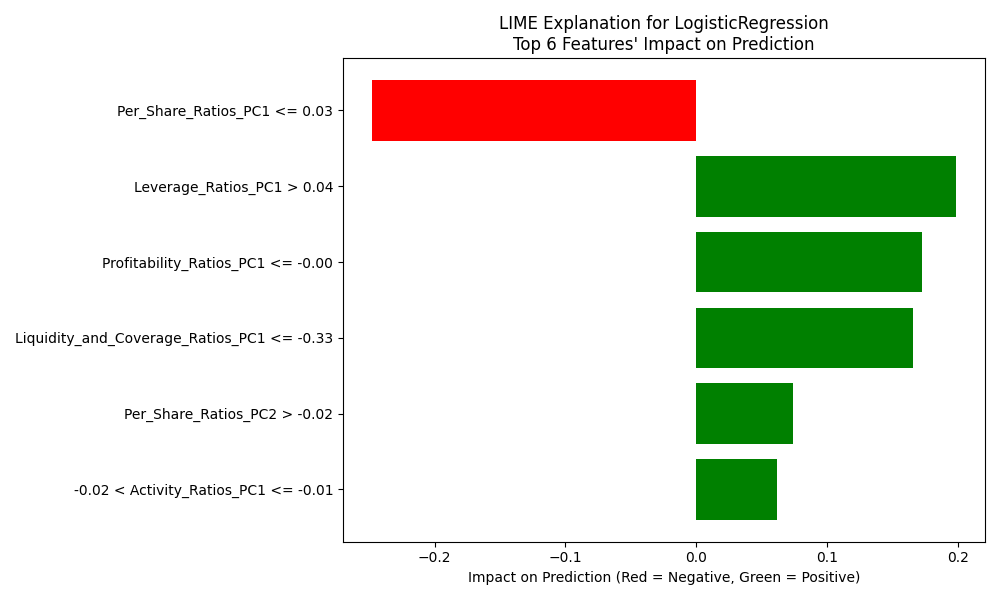 LIME Explanation for LogisticRegression
Top 6 Features' Impact on Prediction
Per_Share_Ratios_PC1 <= 0.03
Leverage_Ratios_PC1 > 0.04
Profitability_Ratios_PC1 <= -0.00
Liquidity_and_Coverage_Ratios_PC1 <= -0.33
Per_Share_Ratios_PC2 > -0.02
-0.02 < Activity_Ratios_PC1 <= -0.01
−0.2 −0.1 0.0 0.1 0.2
Impact on Prediction (Red = Negative, Green = Positive)